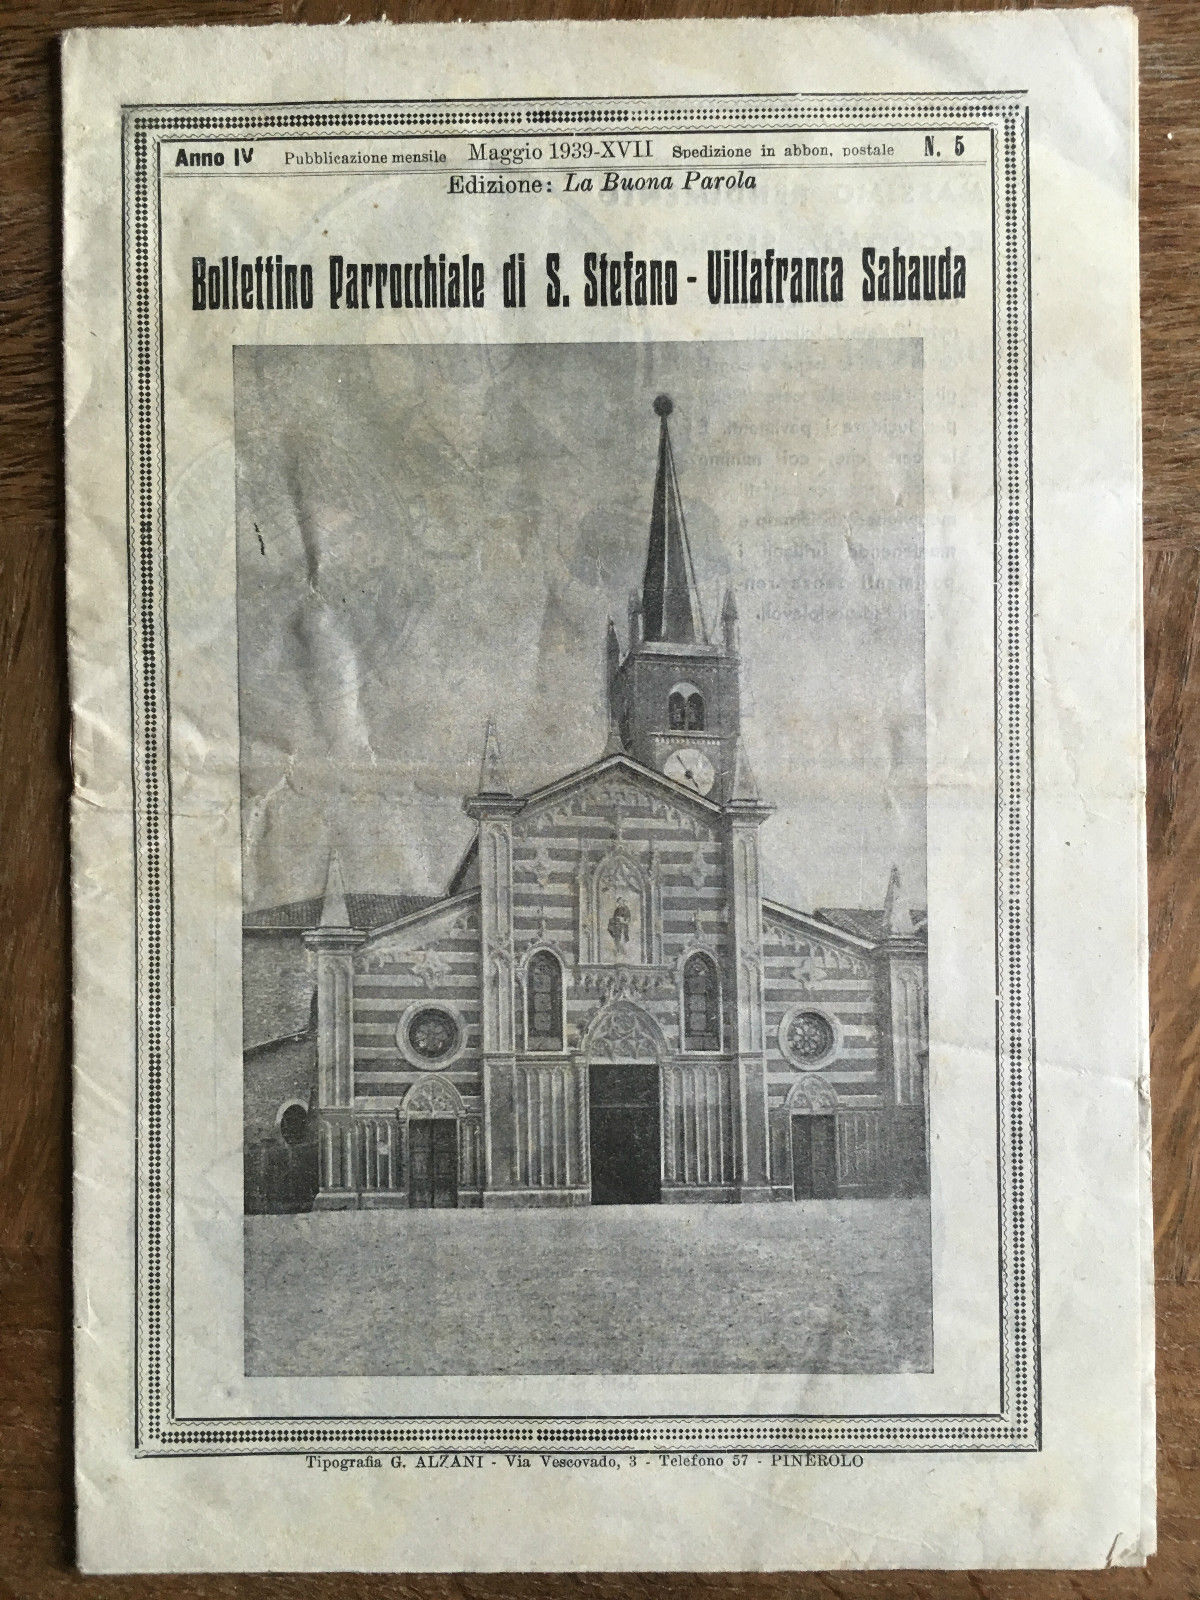 Anno IV Pubblicazione mensile Maggio 1939-XVII Spedizione in abbon. postale N. 5
Edizione: La Buona Parola
Bollettino Parrocchiale di S. Stefano - Villafranca Sabauda
Tipografia G. ALZANI - Via Vescovado, 3 - Telefono 57 - PINEROLO